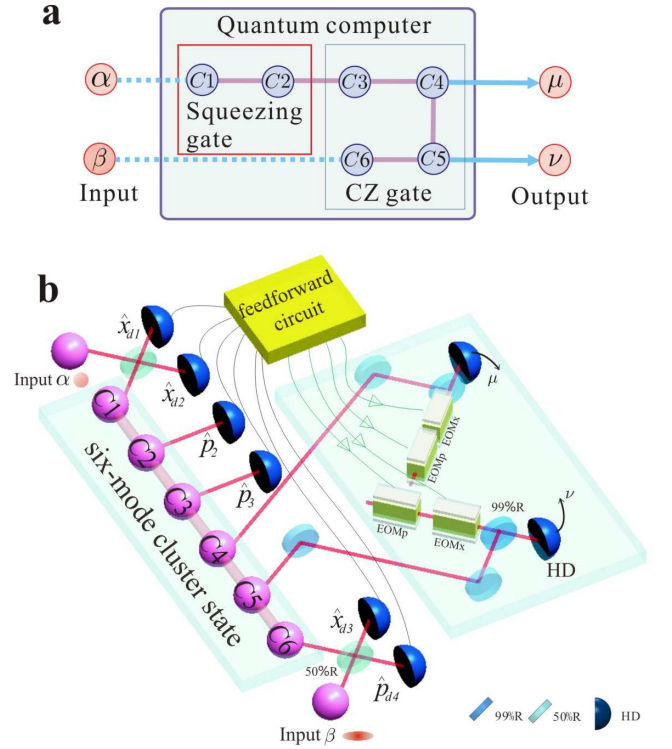 a
Quantum computer
α
C1
C2
C3
C4
μ
Squeezing
gate
β
C6
C5
ν
Input
CZ gate
Output
b
feedforward
circuit
x̂d1
Input α
x̂d2
μ
C1
p̂2
EOMx
C2
p̂3
EOMp
C3
ν
99%R
C4
EOMp
EOMx
six-mode cluster state
C5
HD
x̂d3
C6
50%R
p̂d4
Input β
99%R
50%R
HD